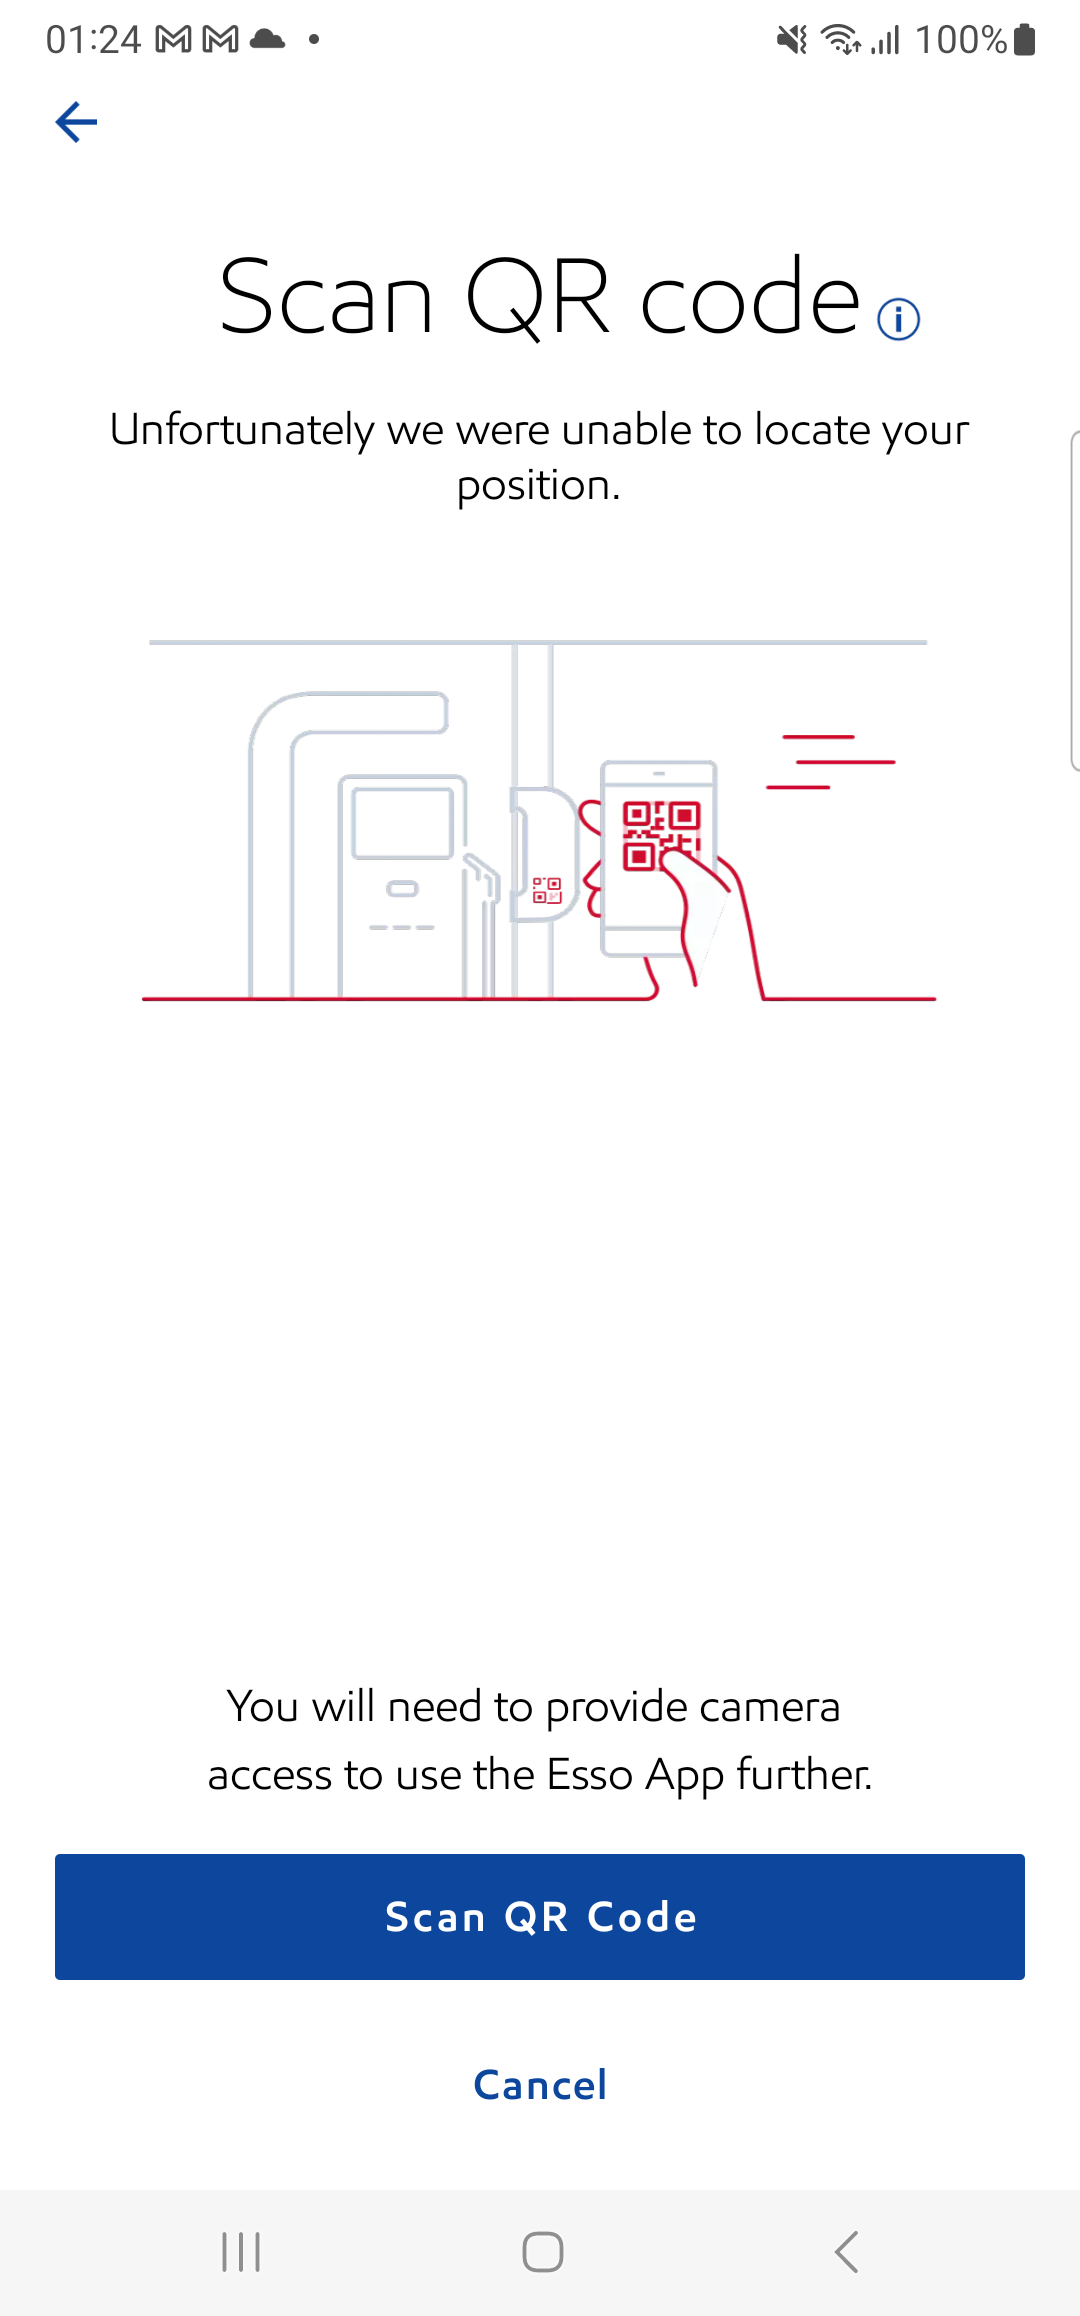 01:24
100%
Scan QR code
Unfortunately we were unable to locate your
position.
You will need to provide camera
access to use the Esso App further.
Scan QR Code
Cancel